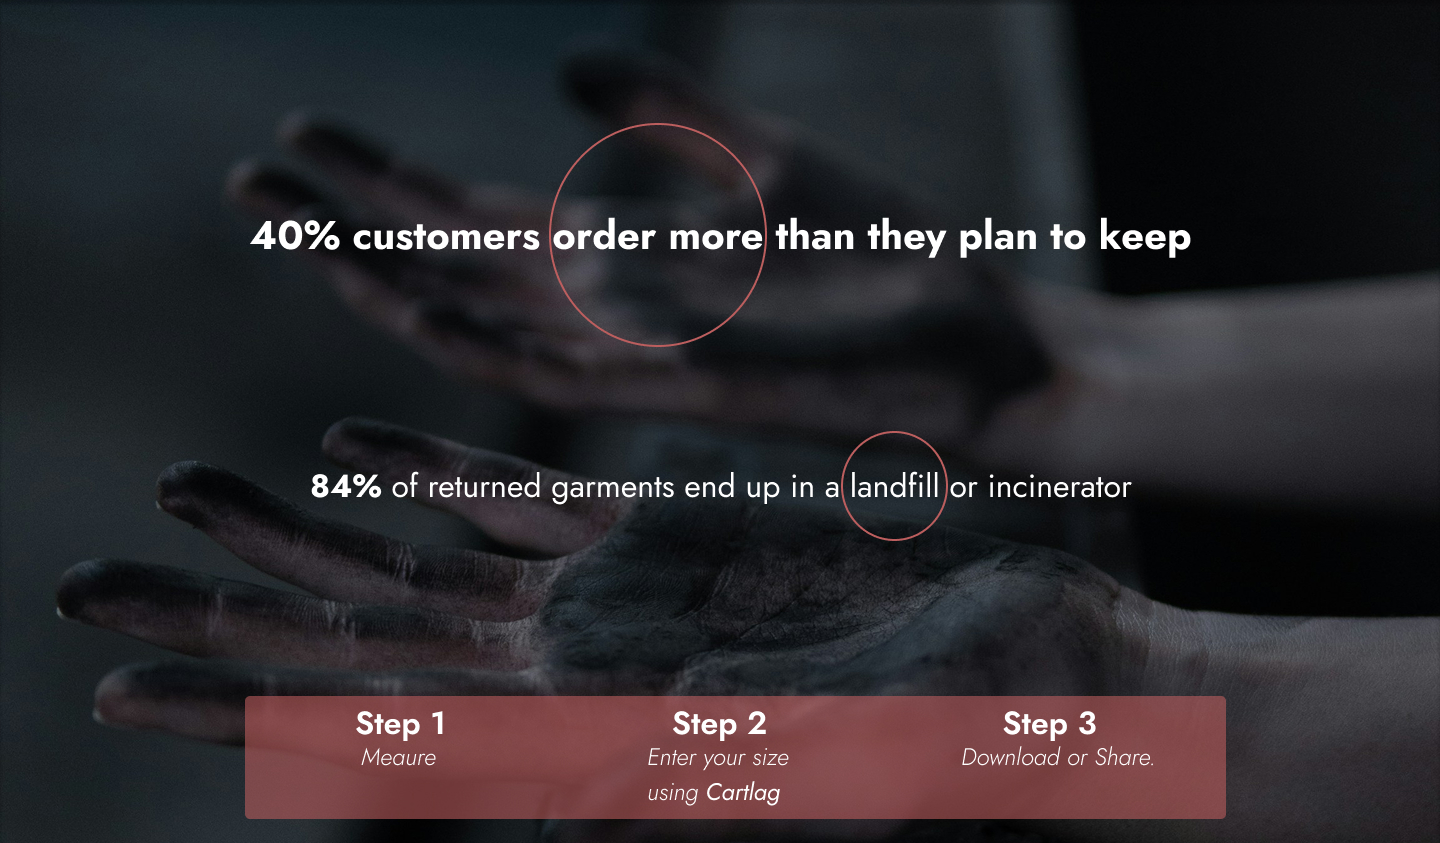 40% customers order more than they plan to keep
84% of returned garments end up in a landfill or incinerator
Step 1
Meaure
Step 2
Enter your size
using Cartlag
Step 3
Download or Share.